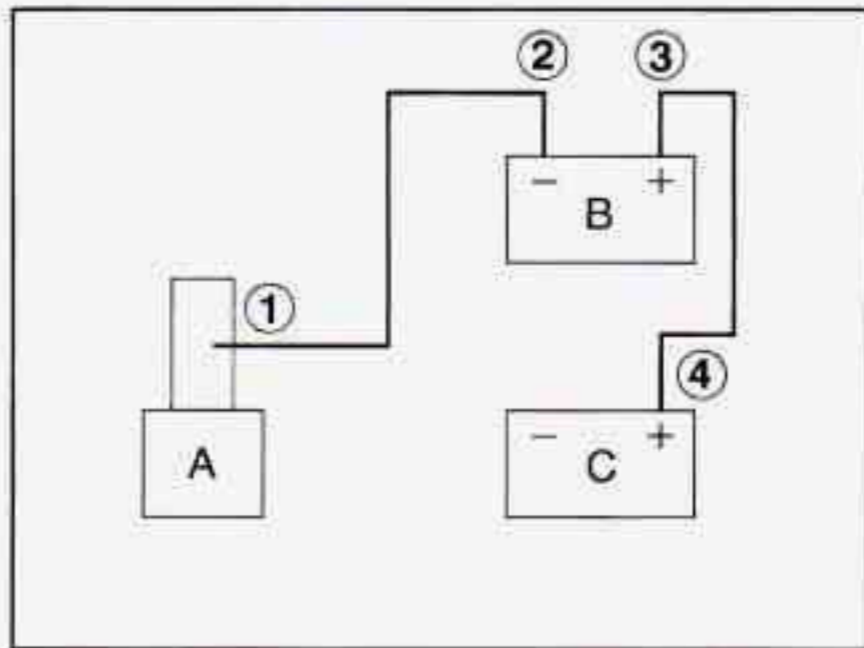 ② ③
− +
B
①
④
− +
A C